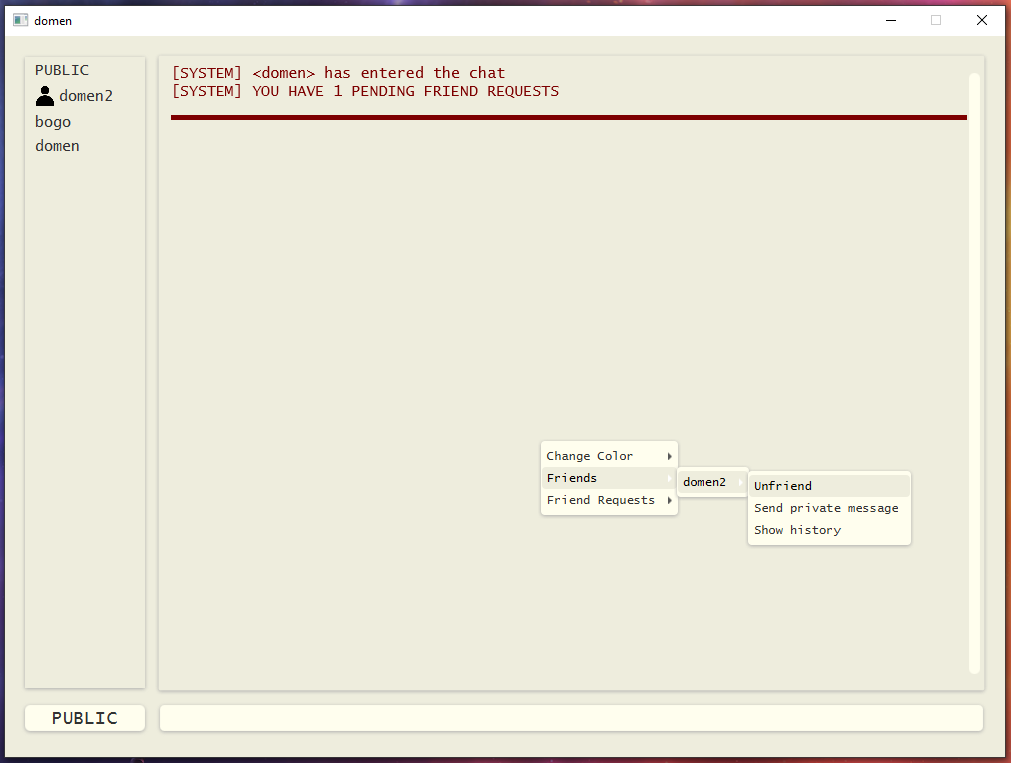 domen
PUBLIC
domen2
bogo
domen
[SYSTEM] <domen> has entered the chat
[SYSTEM] YOU HAVE 1 PENDING FRIEND REQUESTS
Change Color
Friends
Friend Requests
domen2
Unfriend
Send private message
Show history
PUBLIC